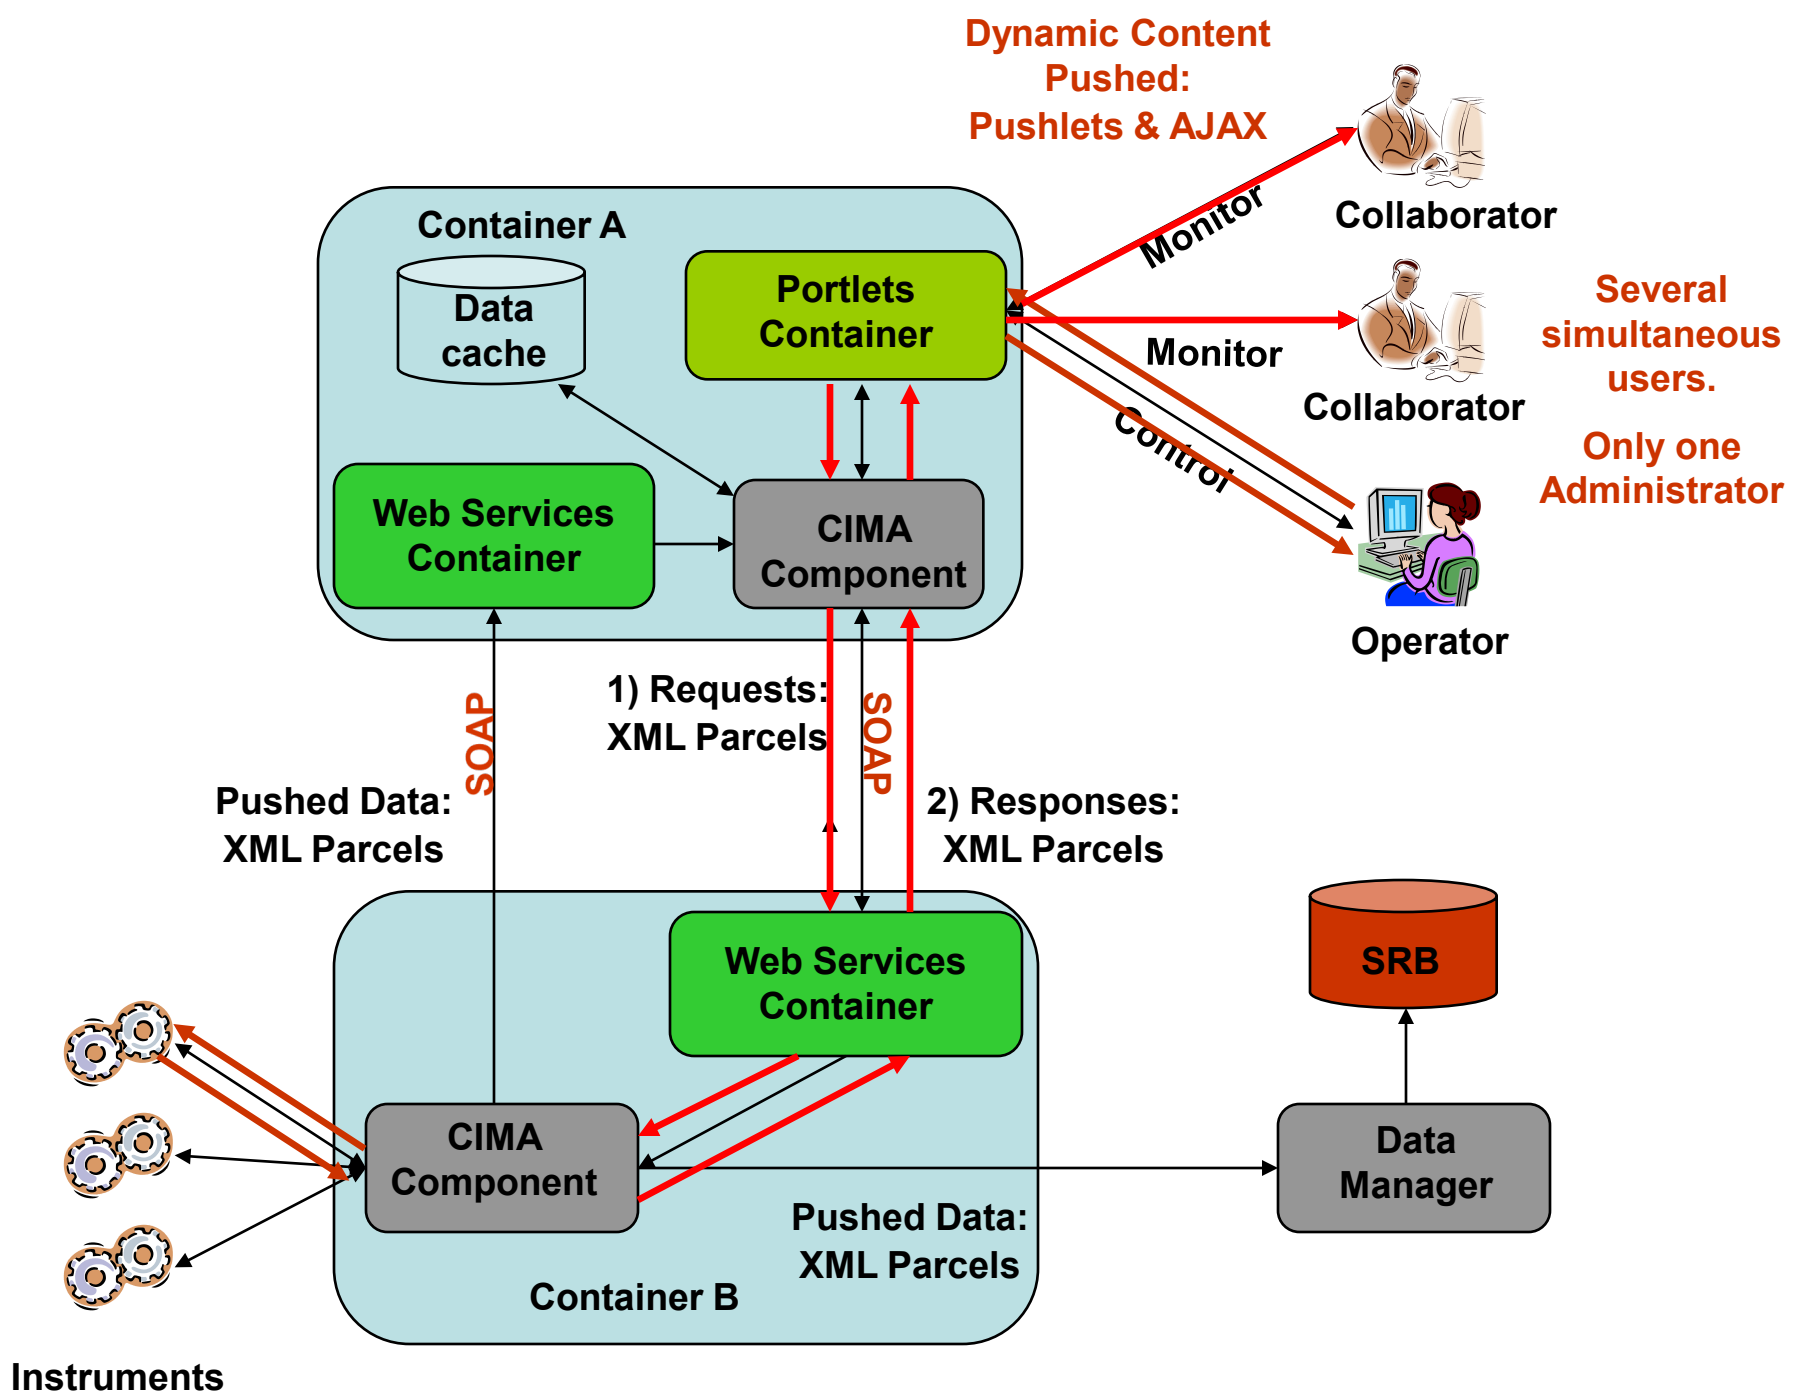 Dynamic Content
Pushed:
Pushlets & AJAX
Monitor
Collaborator
Container A
Data
cache
Portlets
Container
Monitor
Collaborator
Several
simultaneous
users.
Only one
Administrator
Control
Web Services
Container
CIMA
Component
Operator
SOAP
1) Requests:
XML Parcels
SOAP
Pushed Data:
XML Parcels
2) Responses:
XML Parcels
Web Services
Container
SRB
CIMA
Component
Data
Manager
Pushed Data:
XML Parcels
Container B
Instruments